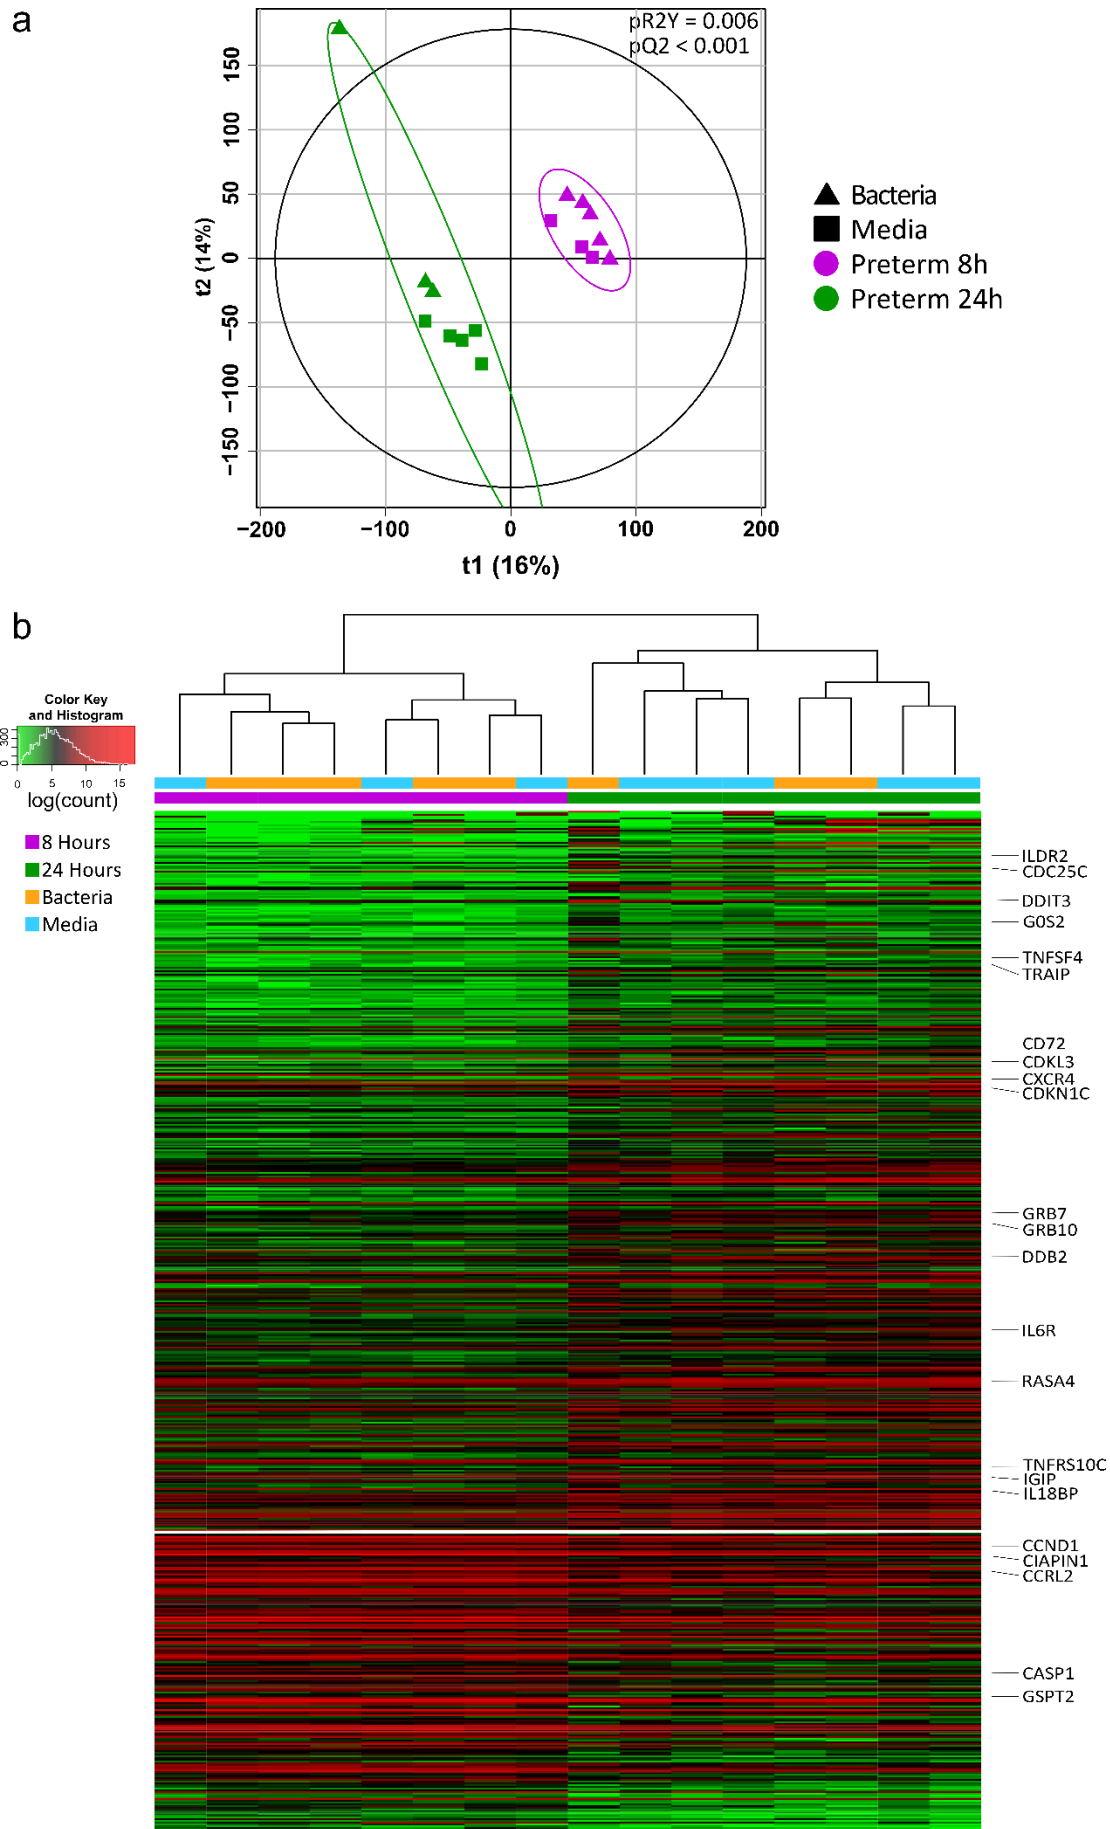 a
pR2Y = 0.006
pQ2 < 0.001
150
100
50
0
−50
−100
−150
t2 (14%)
−200
−100
0
100
200
t1 (16%)
Bacteria
Media
Preterm 8h
Preterm 24h
b
Color Key
and Histogram
0
300
0
5
10
15
log(count)
8 Hours
24 Hours
Bacteria
Media
ILDR2
CDC25C
DDIT3
G0S2
TNFSF4
TRAIP
CD72
CDKL3
CXCR4
CDKN1C
GRB7
GRB10
DDB2
IL6R
RASA4
TNFRS10C
IGIP
IL18BP
CCND1
CIAPIN1
CCRL2
CASP1
GSPT2